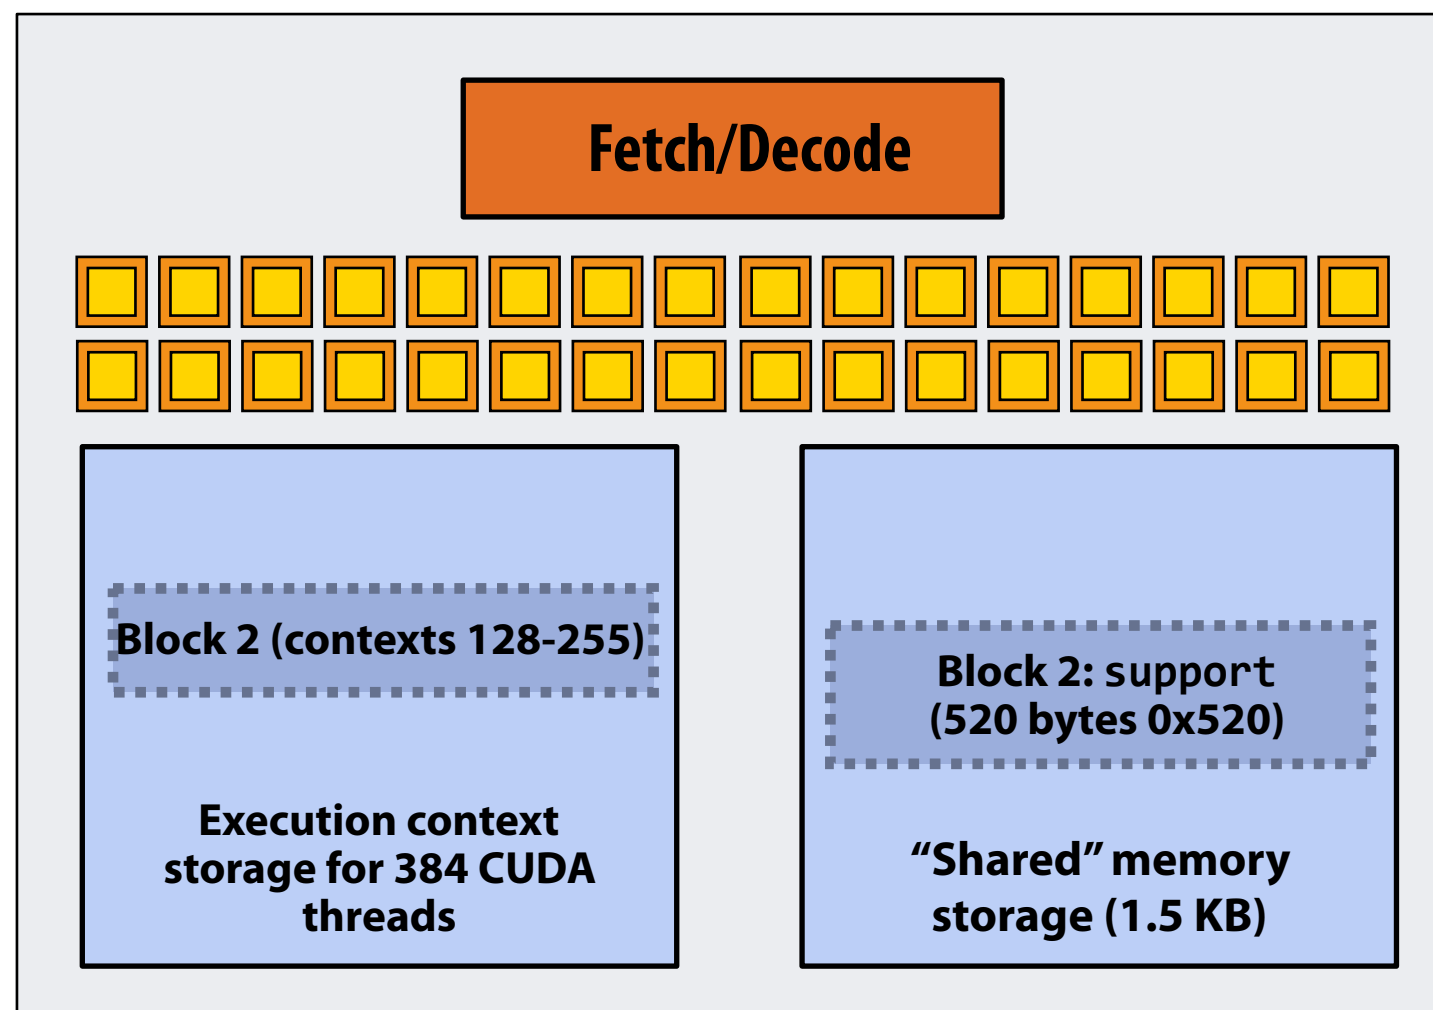 Fetch/Decode
Block 2 (contexts 128-255)
Execution context
storage for 384 CUDA
threads
Block 2: support
(520 bytes 0x520)
“Shared” memory
storage (1.5 KB)